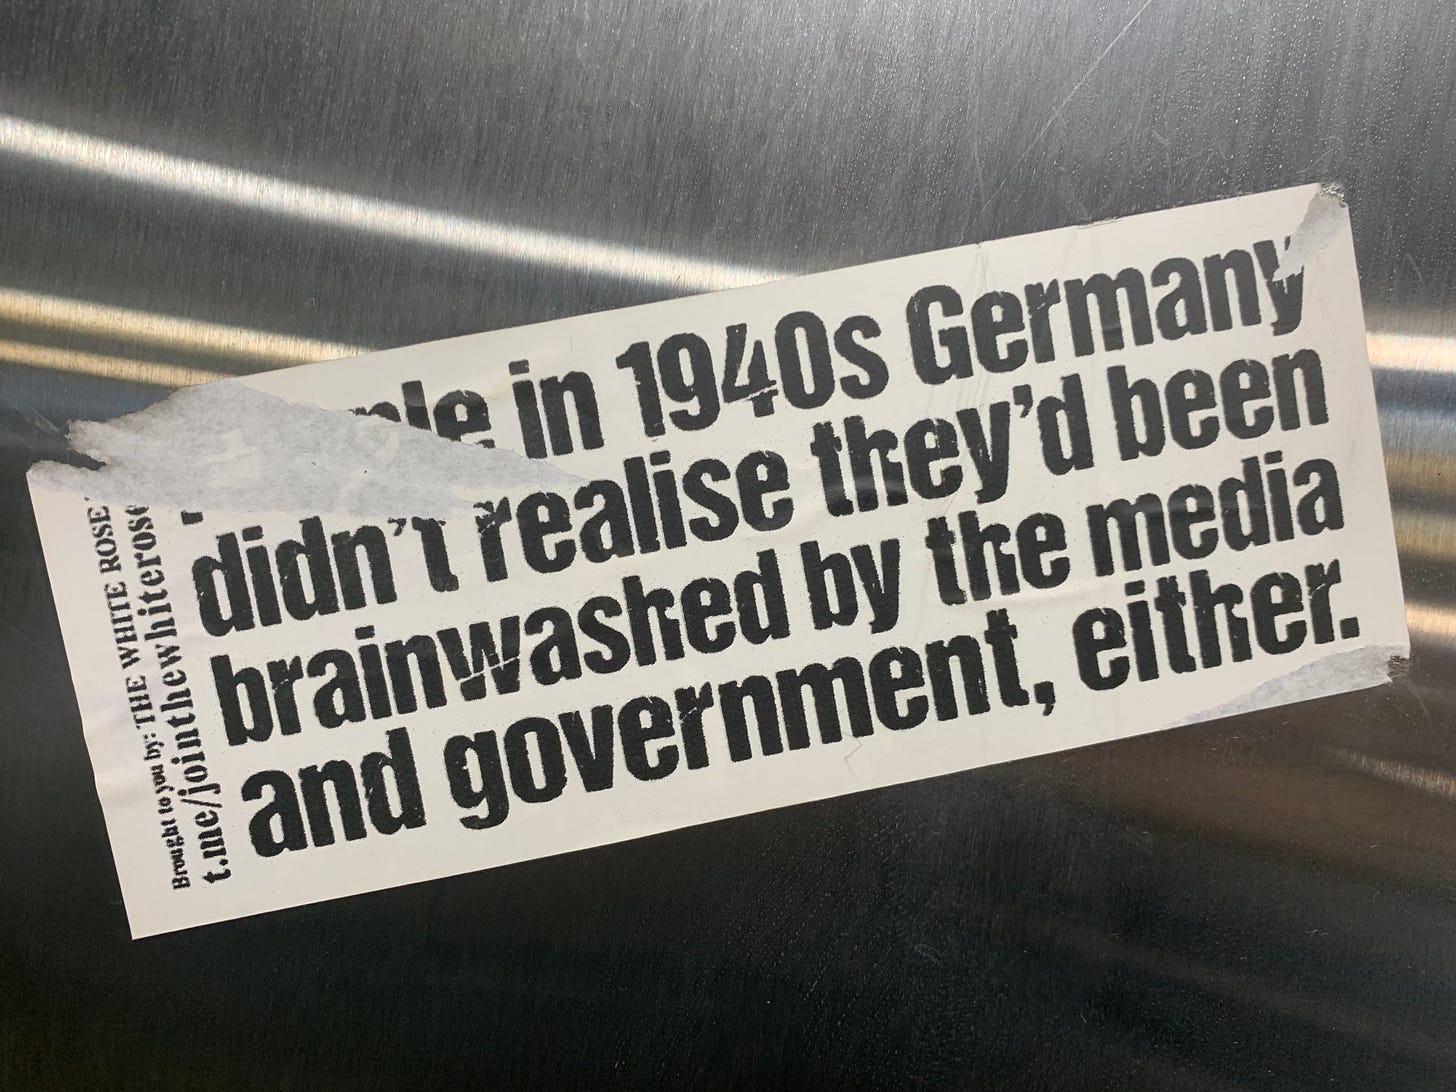 in 1940s Germany
didn't realise they'd been
brainwashed by the media
and government, either.
Brought to you by: THE WHITE ROSE
t.me/jointhewhiterose